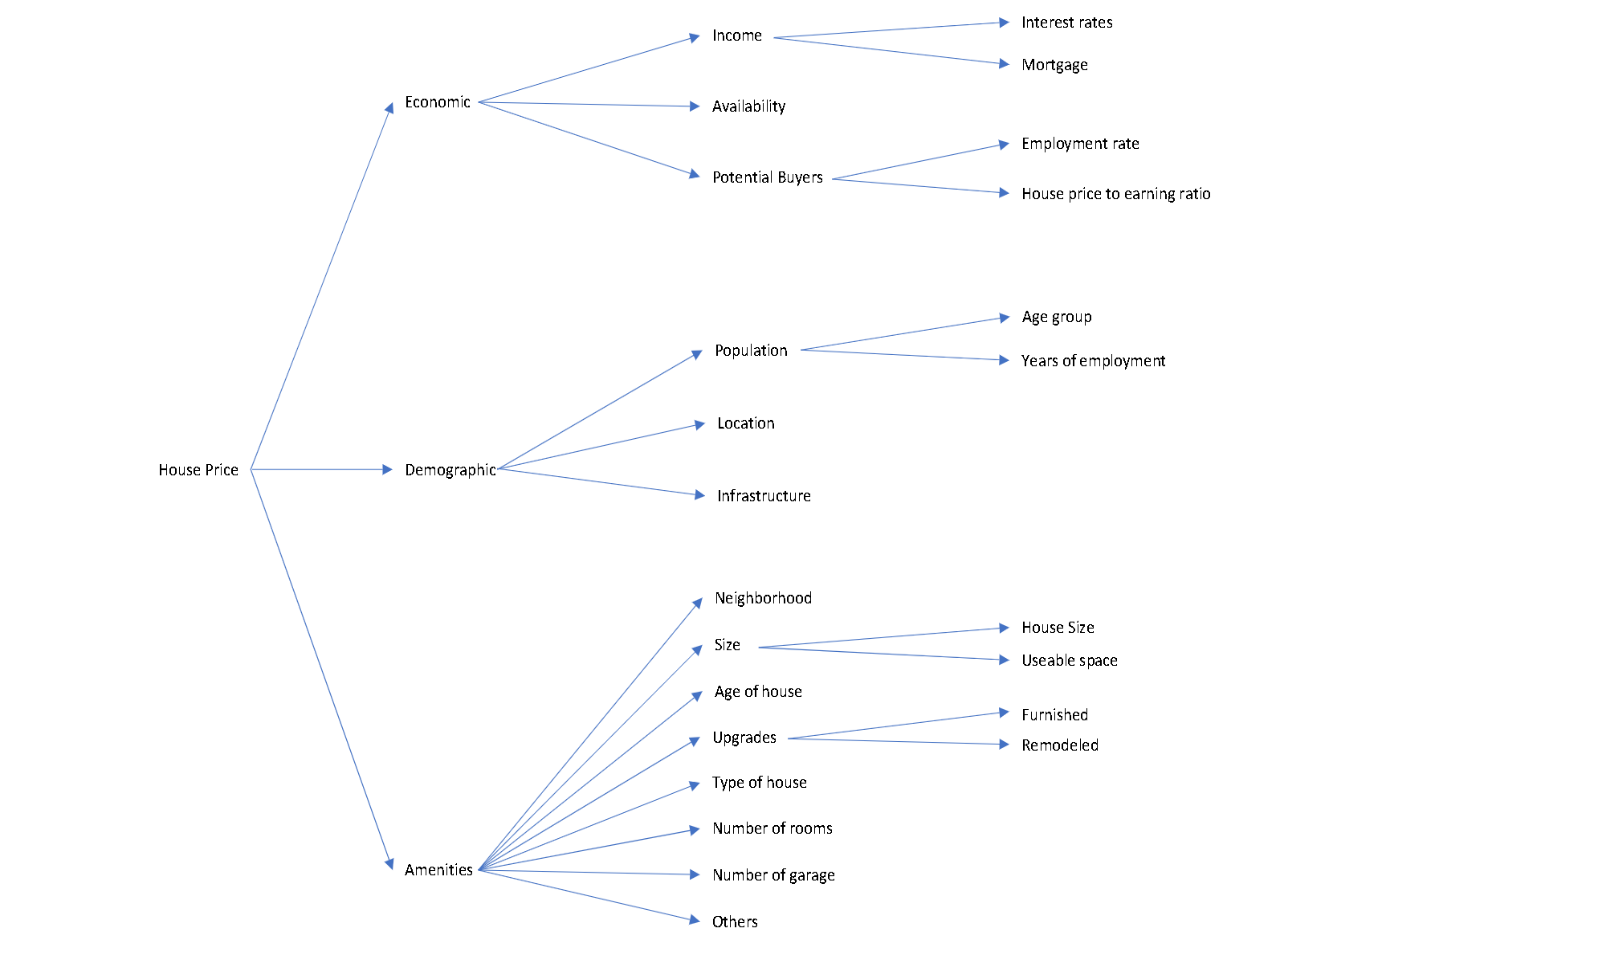 House Price
Economic
Income
Interest rates
Mortgage
Availability
Potential Buyers
Employment rate
House price to earning ratio
Demographic
Population
Age group
Years of employment
Location
Infrastructure
Amenities
Neighborhood
Size
House Size
Useable space
Age of house
Upgrades
Furnished
Remodeled
Type of house
Number of rooms
Number of garage
Others